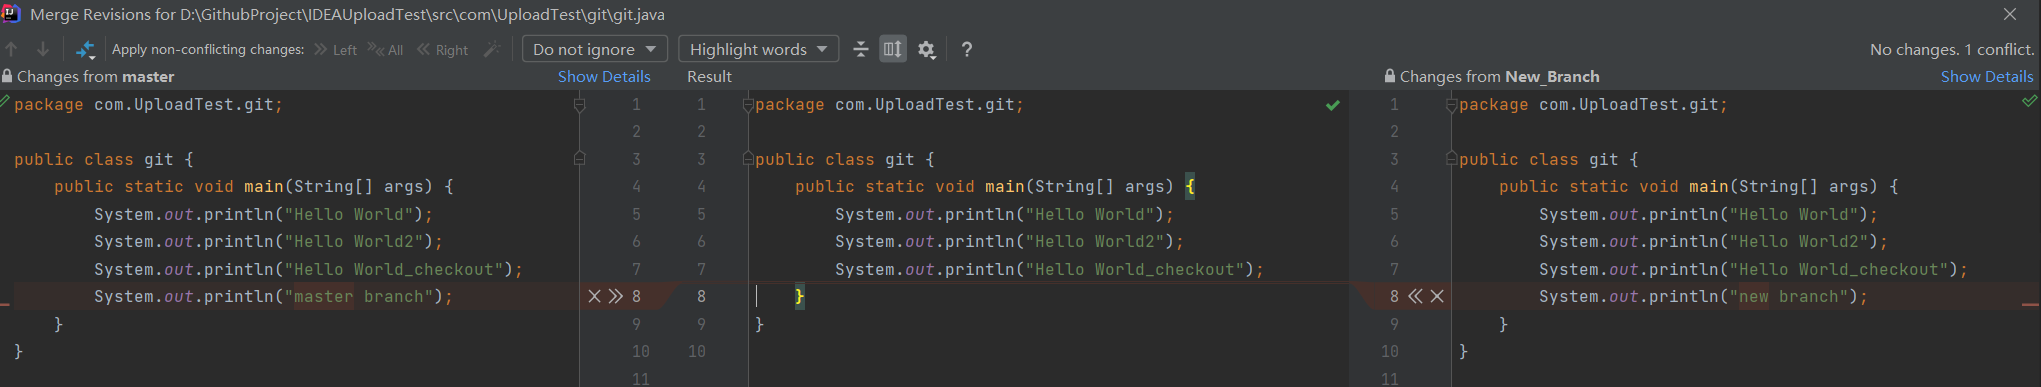 Merge Revisions for D:\GithubProject\IDEAUploadTest\src\com\UploadTest\git\git.java
Apply non-conflicting changes: Left All Right Do not ignore Highlight words ? No changes. 1 conflict.
Changes from master Show Details Result Changes from New_Branch Show Details
package com.UploadTest.git; 1 1 package com.UploadTest.git; 1 package com.UploadTest.git;
2 2 2
public class git { 3 3 public class git { 3 public class git {
public static void main(String[] args) { 4 4 public static void main(String[] args) { 4 public static void main(String[] args) {
System.out.println("Hello World"); 5 5 System.out.println("Hello World"); 5 System.out.println("Hello World");
System.out.println("Hello World2"); 6 6 System.out.println("Hello World2"); 6 System.out.println("Hello World2");
System.out.println("Hello World_checkout"); 7 7 System.out.println("Hello World_checkout"); 7 System.out.println("Hello World_checkout");
System.out.println("master branch"); 8 8 } 8 System.out.println("new branch");
} 9 9 } 9 }
} 10 10 10 }
11 11